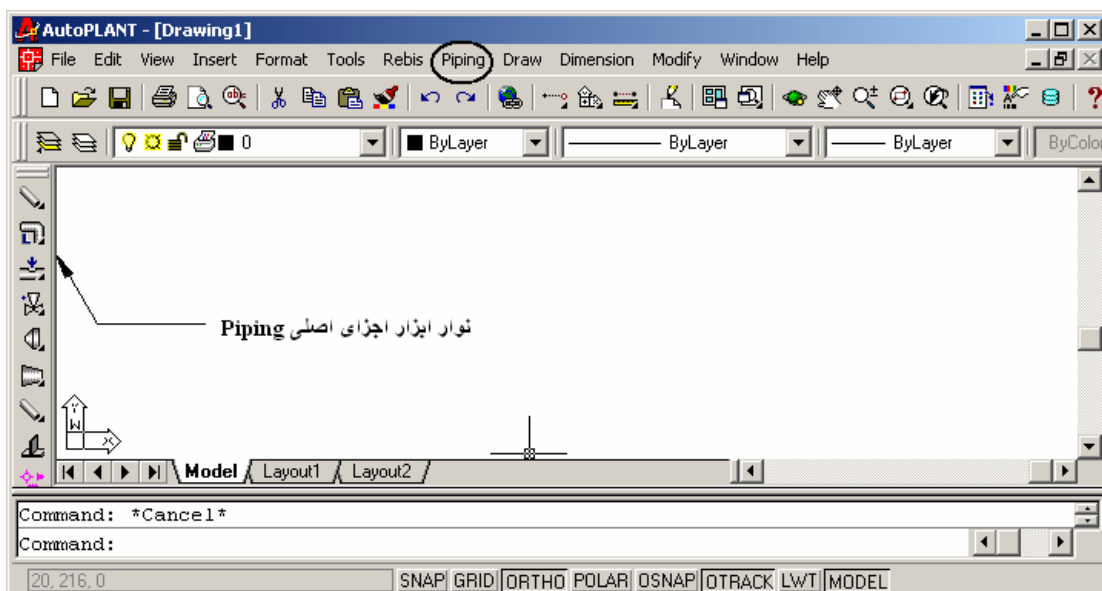 AutoPLANT - [Drawing1]
File Edit View Insert Format Tools Rebis Piping Draw Dimension Modify Window Help
0 ByLayer ByLayer ByLayer ByColor
نوار ابزار اجزای اصلی Piping
Y
W
X
Model Layout1 Layout2
Command: *Cancel*
Command:
20, 216, 0 SNAP GRID ORTHO POLAR OSNAP OTRACK LWT MODEL